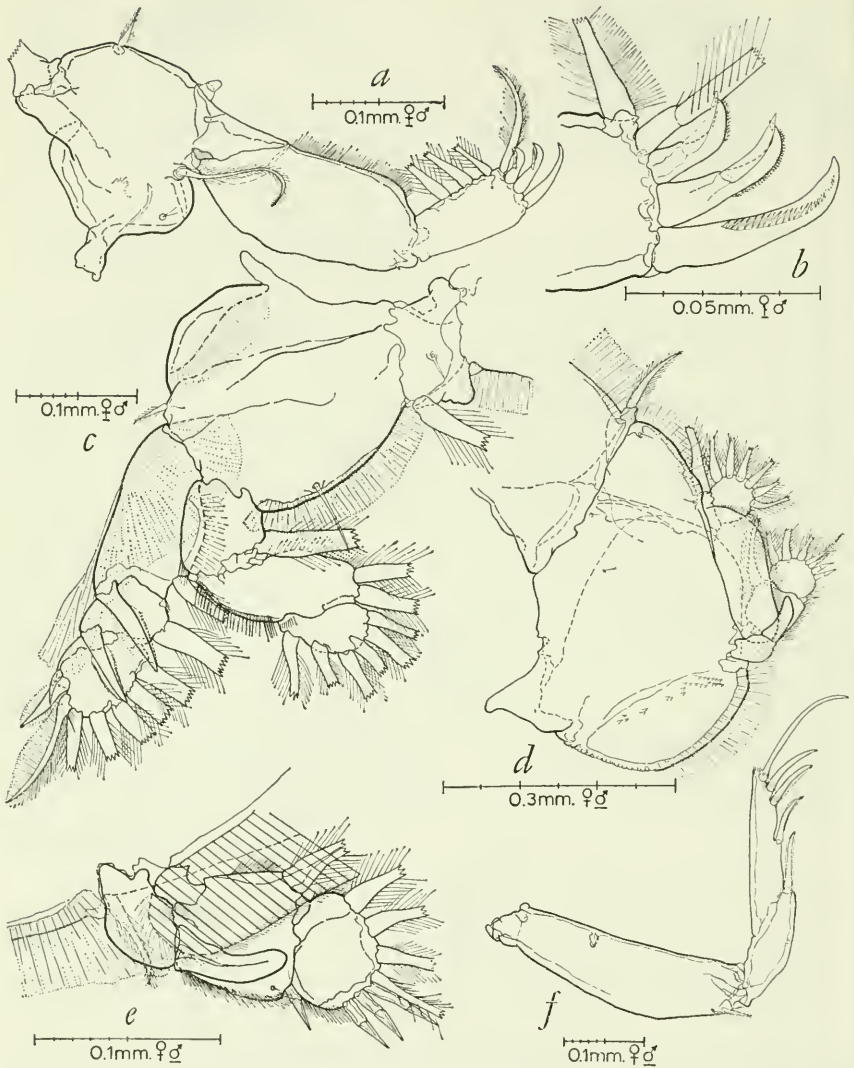 a
0.1mm. ♀♂
b
0.05mm. ♀♂
c
0.1mm. ♀♂
d
0.3mm. ♀♂
e
0.1mm. ♀♂
f
0.1mm. ♀♂